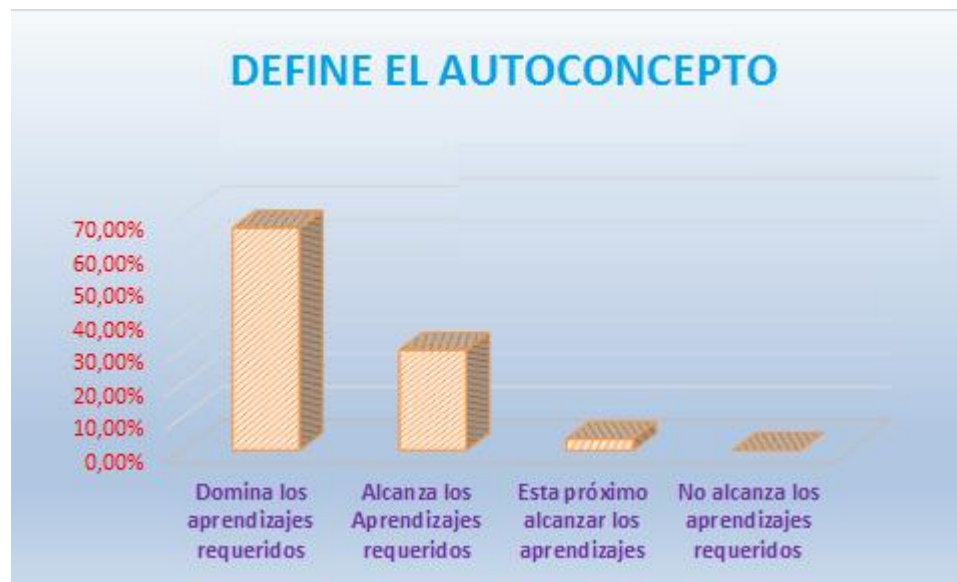 DEFINE EL AUTOCONCEPTO
70,00%
60,00%
50,00%
40,00%
30,00%
20,00%
10,00%
0,00%
Domina los
aprendizajes
requeridos
Alcanza los
Aprendizajes
requeridos
Esta próximo
alcanzar los
aprendizajes
No alcanza los
aprendizajes
requeridos